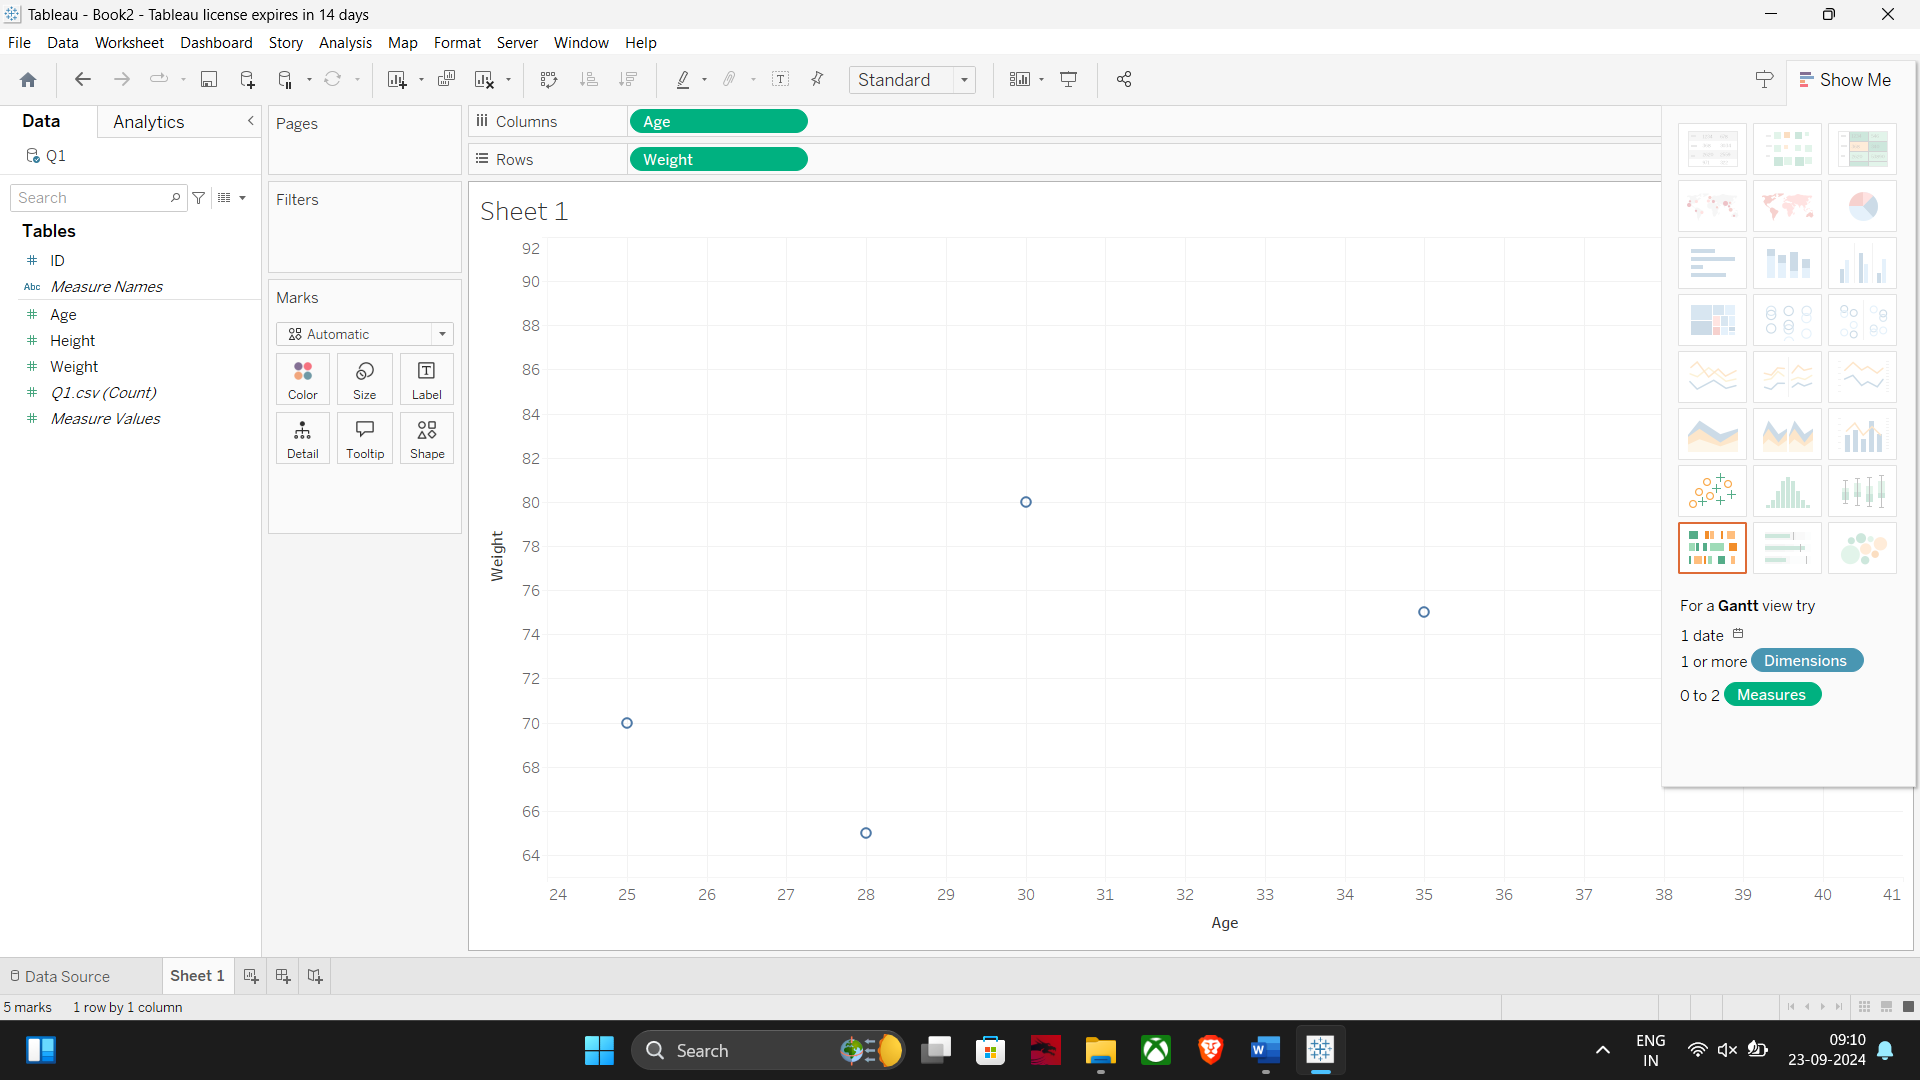 Tableau - Book2 - Tableau license expires in 14 days
File Data Worksheet Dashboard Story Analysis Map Format Server Window Help
Standard
Show Me
Data
Analytics
Q1
Search
Tables
ID
Abc Measure Names
Age
Height
Weight
Q1.csv (Count)
Measure Values
Pages
Filters
Marks
Automatic
Color
Size
Label
Detail
Tooltip
Shape
Columns
Age
Rows
Weight
Sheet 1
92
90
88
86
84
82
80
78
76
74
72
70
68
66
64
Weight
24 25 26 27 28 29 30 31 32 33 34 35 36 37 38 39 40 41
Age
For a Gantt view try
1 date
1 or more Dimensions
0 to 2 Measures
Data Source
Sheet 1
5 marks 1 row by 1 column
Search
ENG
IN
09:10
23-09-2024